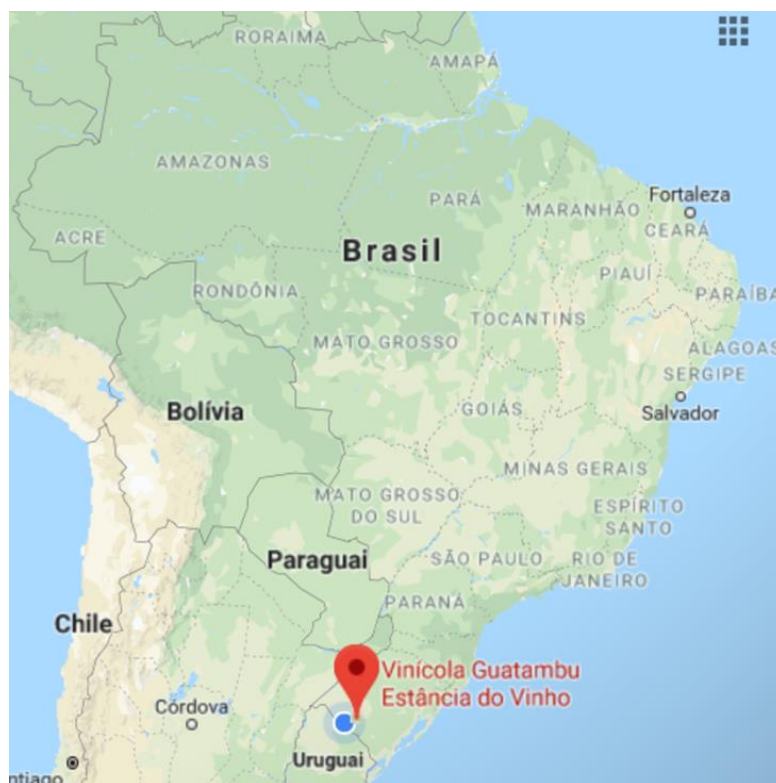 RORAIMA
AMAPÁ
AMAZONAS
PARÁ
Fortaleza
MARANHÃO
CEARÁ
ACRE
Brasil
PIAUÍ
RONDÔNIA
PARAÍBA
TOCANTINS
MATO GROSSO
ALAGOAS
SERGIPE
Bolívia
GOIÁS
Salvador
MINAS GERAIS
MATO GROSSO
DO SUL
ESPÍRITO
SANTO
Paraguai
SÃO PAULO
RIO DE
JANEIRO
PARANÁ
Chile
Vinícola Guatambu
Estância do Vinho
Córdova
Uruguai
ntiago